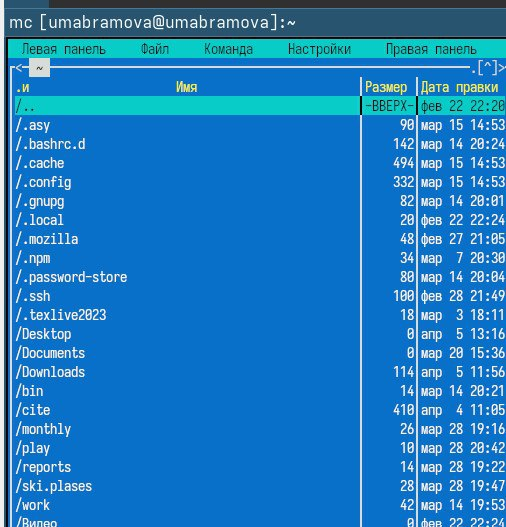 mc [umabramova@umabramova]:~
Левая панель Файл Команда Настройки Правая панель
< ~ .[^]>
.и Имя Размер Дата правки
/.. -ВВЕРХ- фев 22 22:20
/.asy 90 мар 15 14:53
/.bashrc.d 142 мар 14 20:24
/.cache 494 мар 15 14:53
/.config 332 мар 15 14:53
/.gnupg 82 мар 14 20:01
/.local 20 фев 22 22:24
/.mozilla 48 фев 27 21:05
/.npm 34 мар 7 20:30
/.password-store 80 мар 14 20:04
/.ssh 100 фев 28 21:49
/.texlive2023 18 мар 3 18:11
/Desktop 0 апр 5 13:16
/Documents 0 мар 20 15:36
/Downloads 114 апр 5 11:56
/bin 14 мар 14 20:21
/cite 410 апр 4 11:05
/monthly 26 мар 28 19:16
/play 10 мар 28 20:42
/reports 14 мар 28 19:22
/ski.plases 28 мар 28 19:47
/work 42 мар 14 19:53
/Видео 0 фев 22 22:24